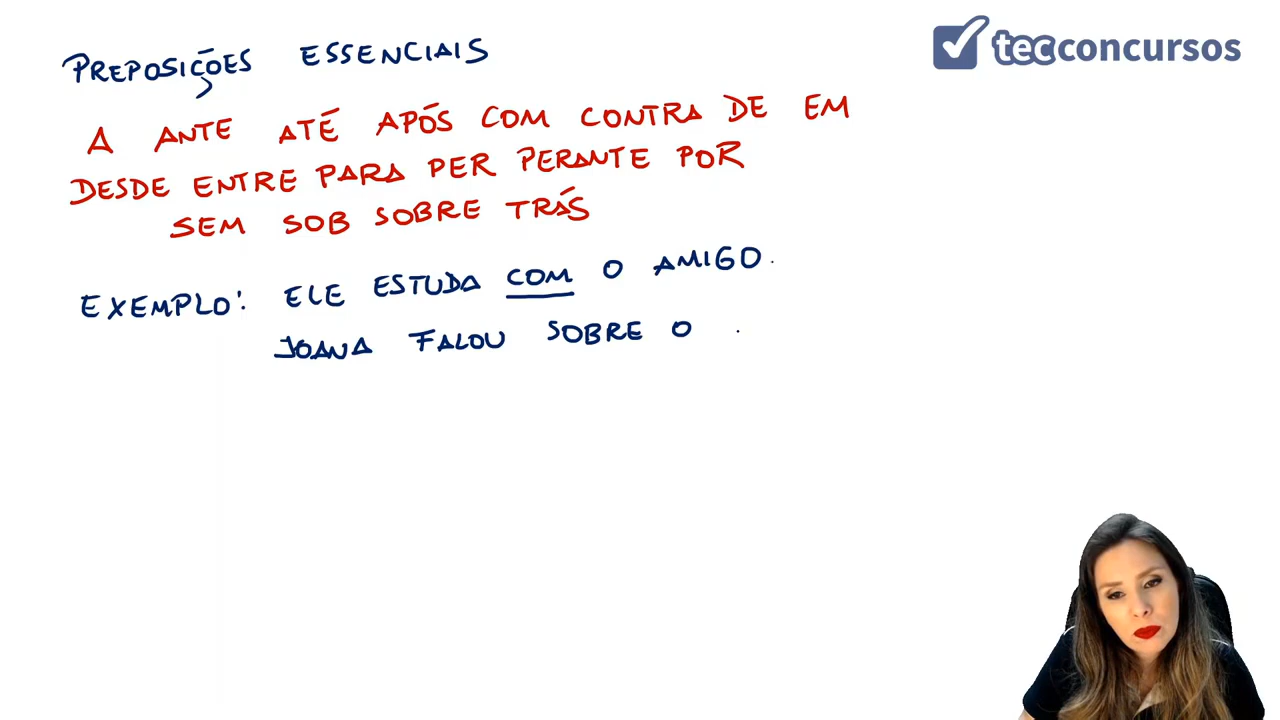 PREPOSIÇÕES ESSENCIAIS
tecconcursos
A ANTE ATÉ APÓS COM CONTRA DE EM
DESDE ENTRE PARA PER PERANTE POR
SEM SOB SOBRE TRÁS
EXEMPLO: ELE ESTUDA COM O AMIGO.
JOANA FALOU SOBRE O